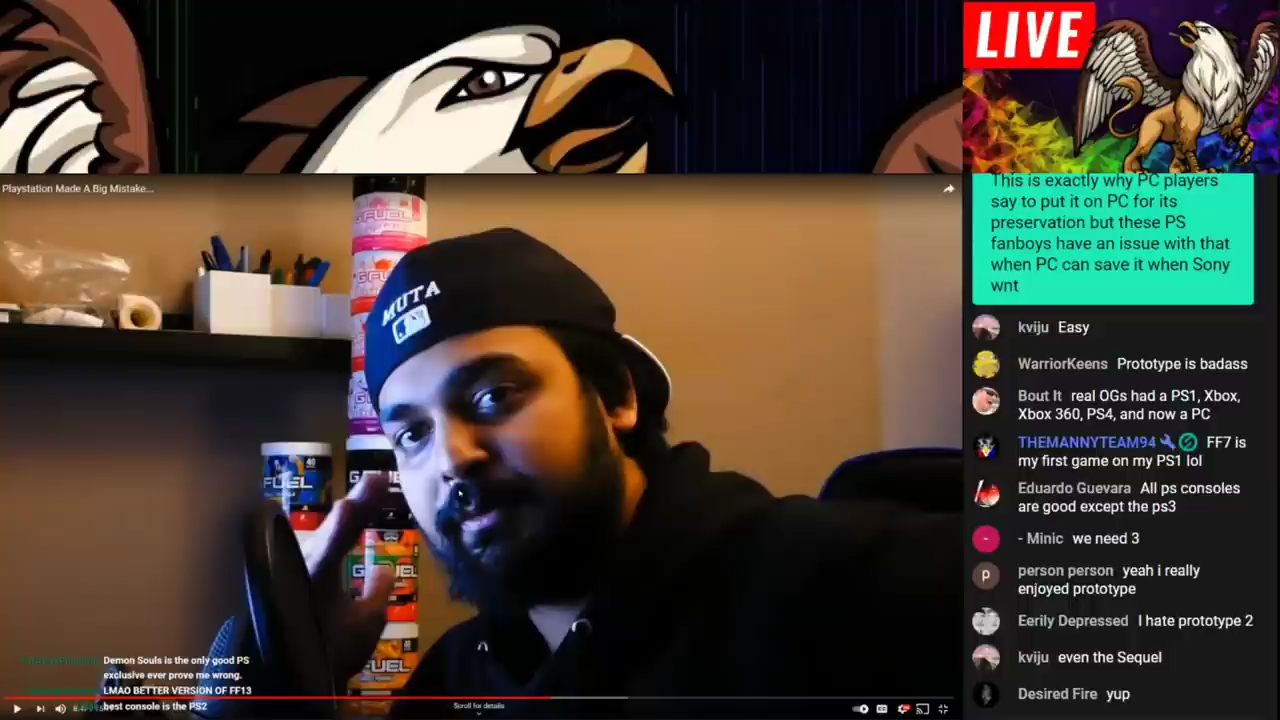 LIVE
Playstation Made A Big Mistake...
This is exactly why PC players
say to put it on PC for its
preservation but these PS
fanboys have an issue with that
when PC can save it when Sony
wnt
kviju Easy
WarriorKeens Prototype is badass
Bout It real OGs had a PS1, Xbox,
Xbox 360, PS4, and now a PC
THEMANNYTEAM94 FF7 is
my first game on my PS1 lol
Eduardo Guevara All ps consoles
are good except the ps3
- Minic we need 3
person person yeah i really
enjoyed prototype
Eerily Depressed I hate prototype 2
kviju even the Sequel
Desired Fire yup
MUTA
GFUEL
40
FUEL
GFUEL
FUEL
Demon Souls is the only good PS
exclusive ever prove me wrong.
LMAO BETTER VERSION OF FF13
best console is the PS2
Scroll for details